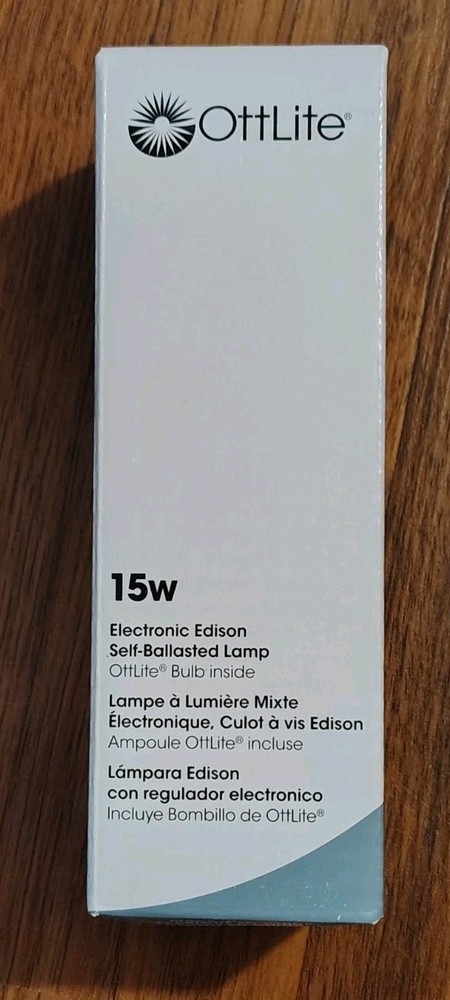 OttLite®
15w
Electronic Edison
Self-Ballasted Lamp
OttLite® Bulb inside
Lampe à Lumière Mixte
Électronique, Culot à vis Edison
Ampoule OttLite® incluse
Lámpara Edison
con regulador electronico
Incluye Bombillo de OttLite®